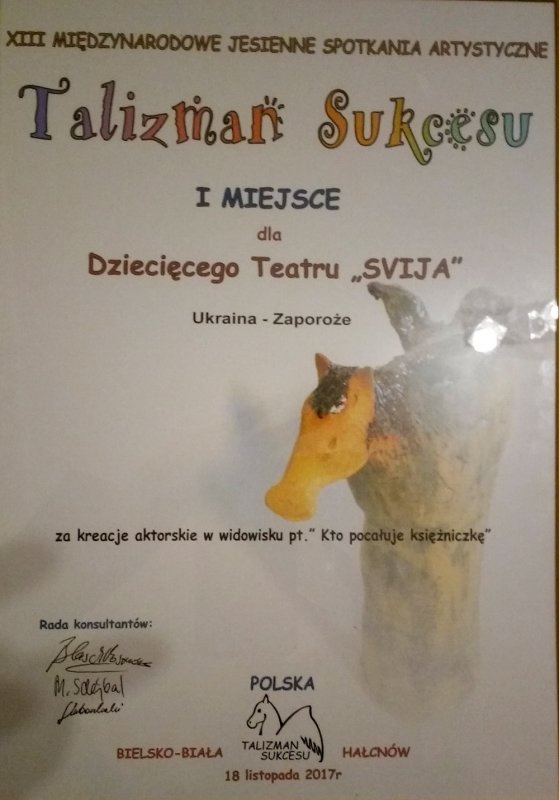 XIII MIĘDZYNARODOWE JESIENNE SPOTKANIA ARTYSTYCZNE
Talizman Sukcesu
I MIEJSCE
dla
Dziecięcego Teatru „SVIJA”
Ukraina - Zaporoże
za kreacje aktorskie w widowisku pt.” Kto pocałuje księżniczkę”
Rada konsultantów:
POLSKA
TALIZMAN
SUKCESU
BIELSKO-BIAŁA HAŁCNÓW
18 listopada 2017r